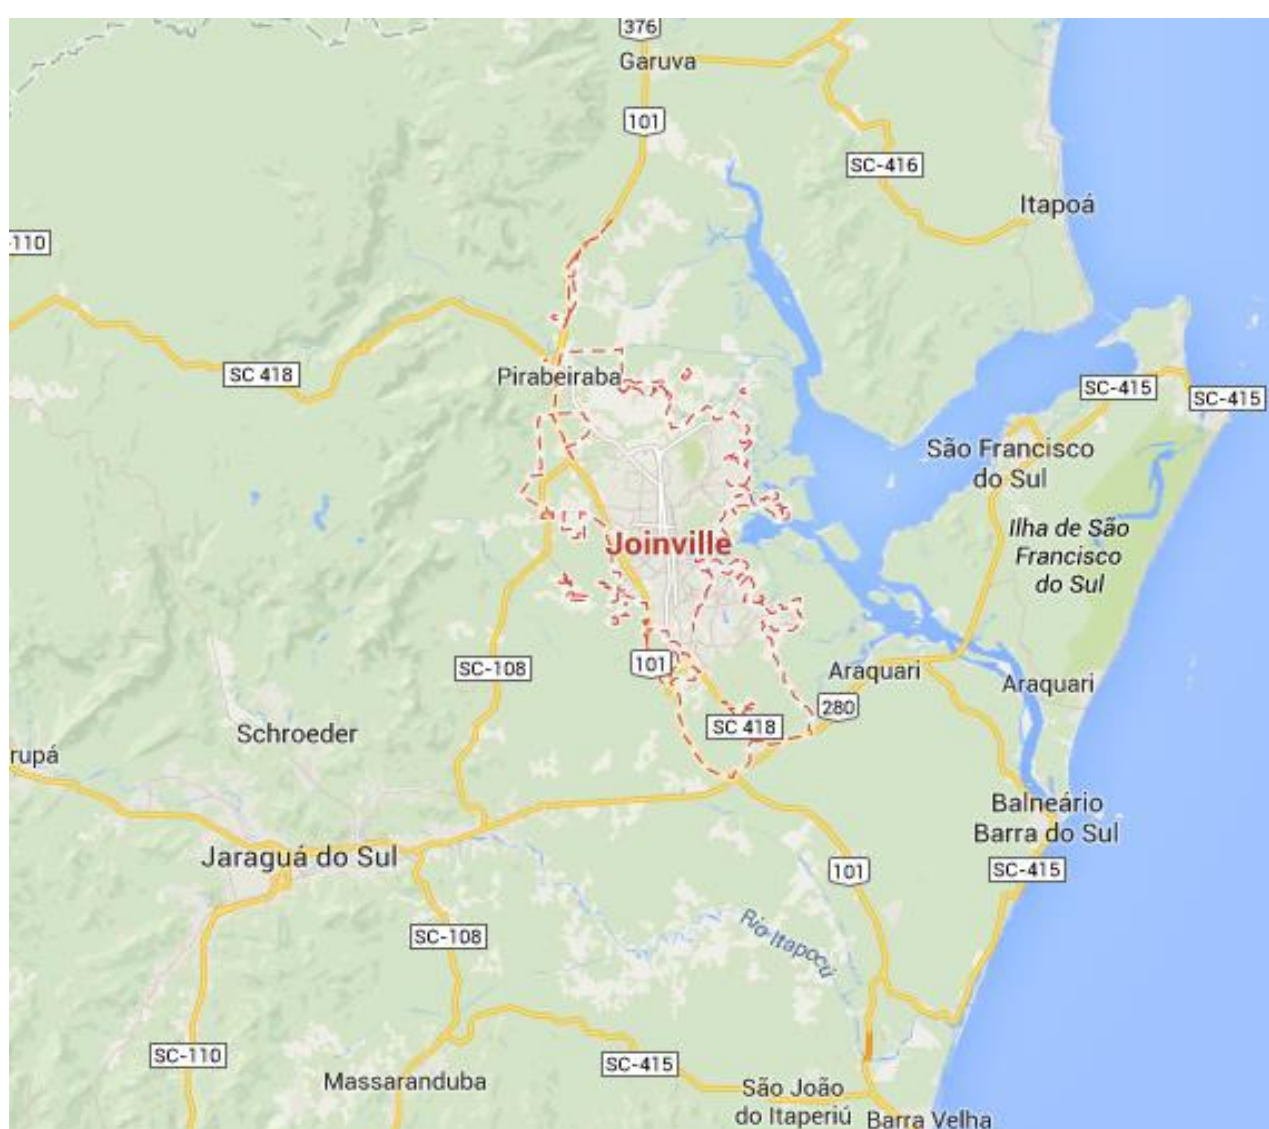 376
Garuva
101
SC-416
Itapoá
-110
SC 418
Pirabeiraba
SC-415
SC-415
São Francisco
do Sul
Joinville
Ilha de São
Francisco
do Sul
SC-108
101
Araquari
Araquari
280
SC 418
Schroeder
rupá
Balneário
Barra do Sul
Jaraguá do Sul
101
SC-415
SC-108
Rio Itapocú
SC-110
SC-415
Massaranduba
São João
do Itaperiú
Barra Velha